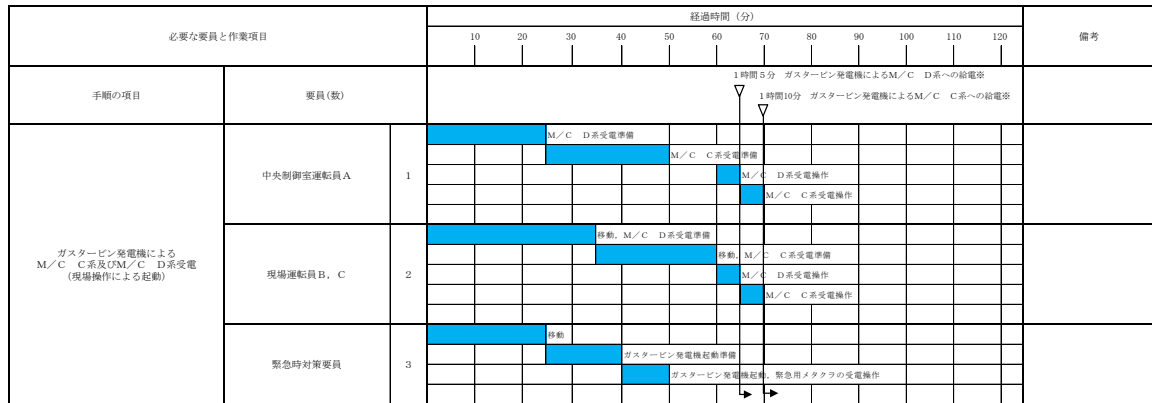 必要な要員と作業項目
経過時間（分）
備考
10 20 30 40 50 60 70 80 90 100 110 120
手順の項目
要員(数)
1時間5分　ガスタービン発電機によるM／C　D系への給電※
1時間10分　ガスタービン発電機によるM／C　C系への給電※
ガスタービン発電機による
M／C　C系及びM／C　D系受電
(現場操作による起動)
中央制御室運転員A
1
M／C　D系受電準備
M／C　C系受電準備
M／C　D系受電操作
M／C　C系受電操作
現場運転員B，C
2
移動，M／C　D系受電準備
移動，M／C　C系受電準備
M／C　D系受電操作
M／C　C系受電操作
緊急時対策要員
3
移動
ガスタービン発電機起動準備
ガスタービン発電機起動，緊急用メタクラの受電操作